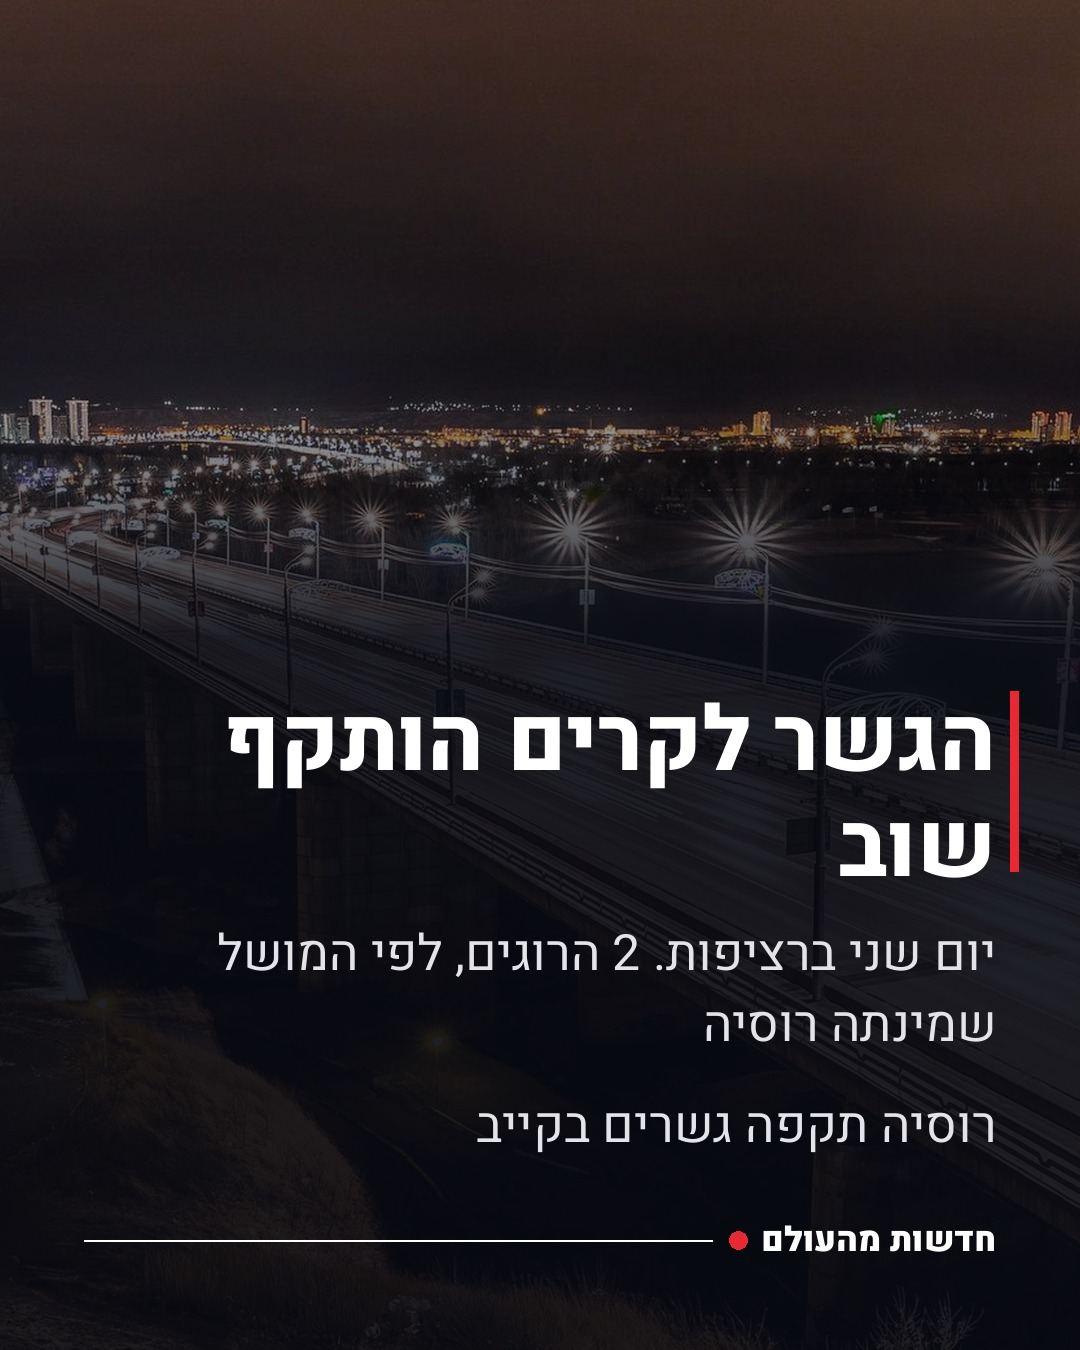 הגשר לקרים הותקף
שוב
יום שני ברציפות. 2 הרוגים, לפי המושל
שמינתה רוסיה
רוסיה תקפה גשרים בקייב
חדשות מהעולם